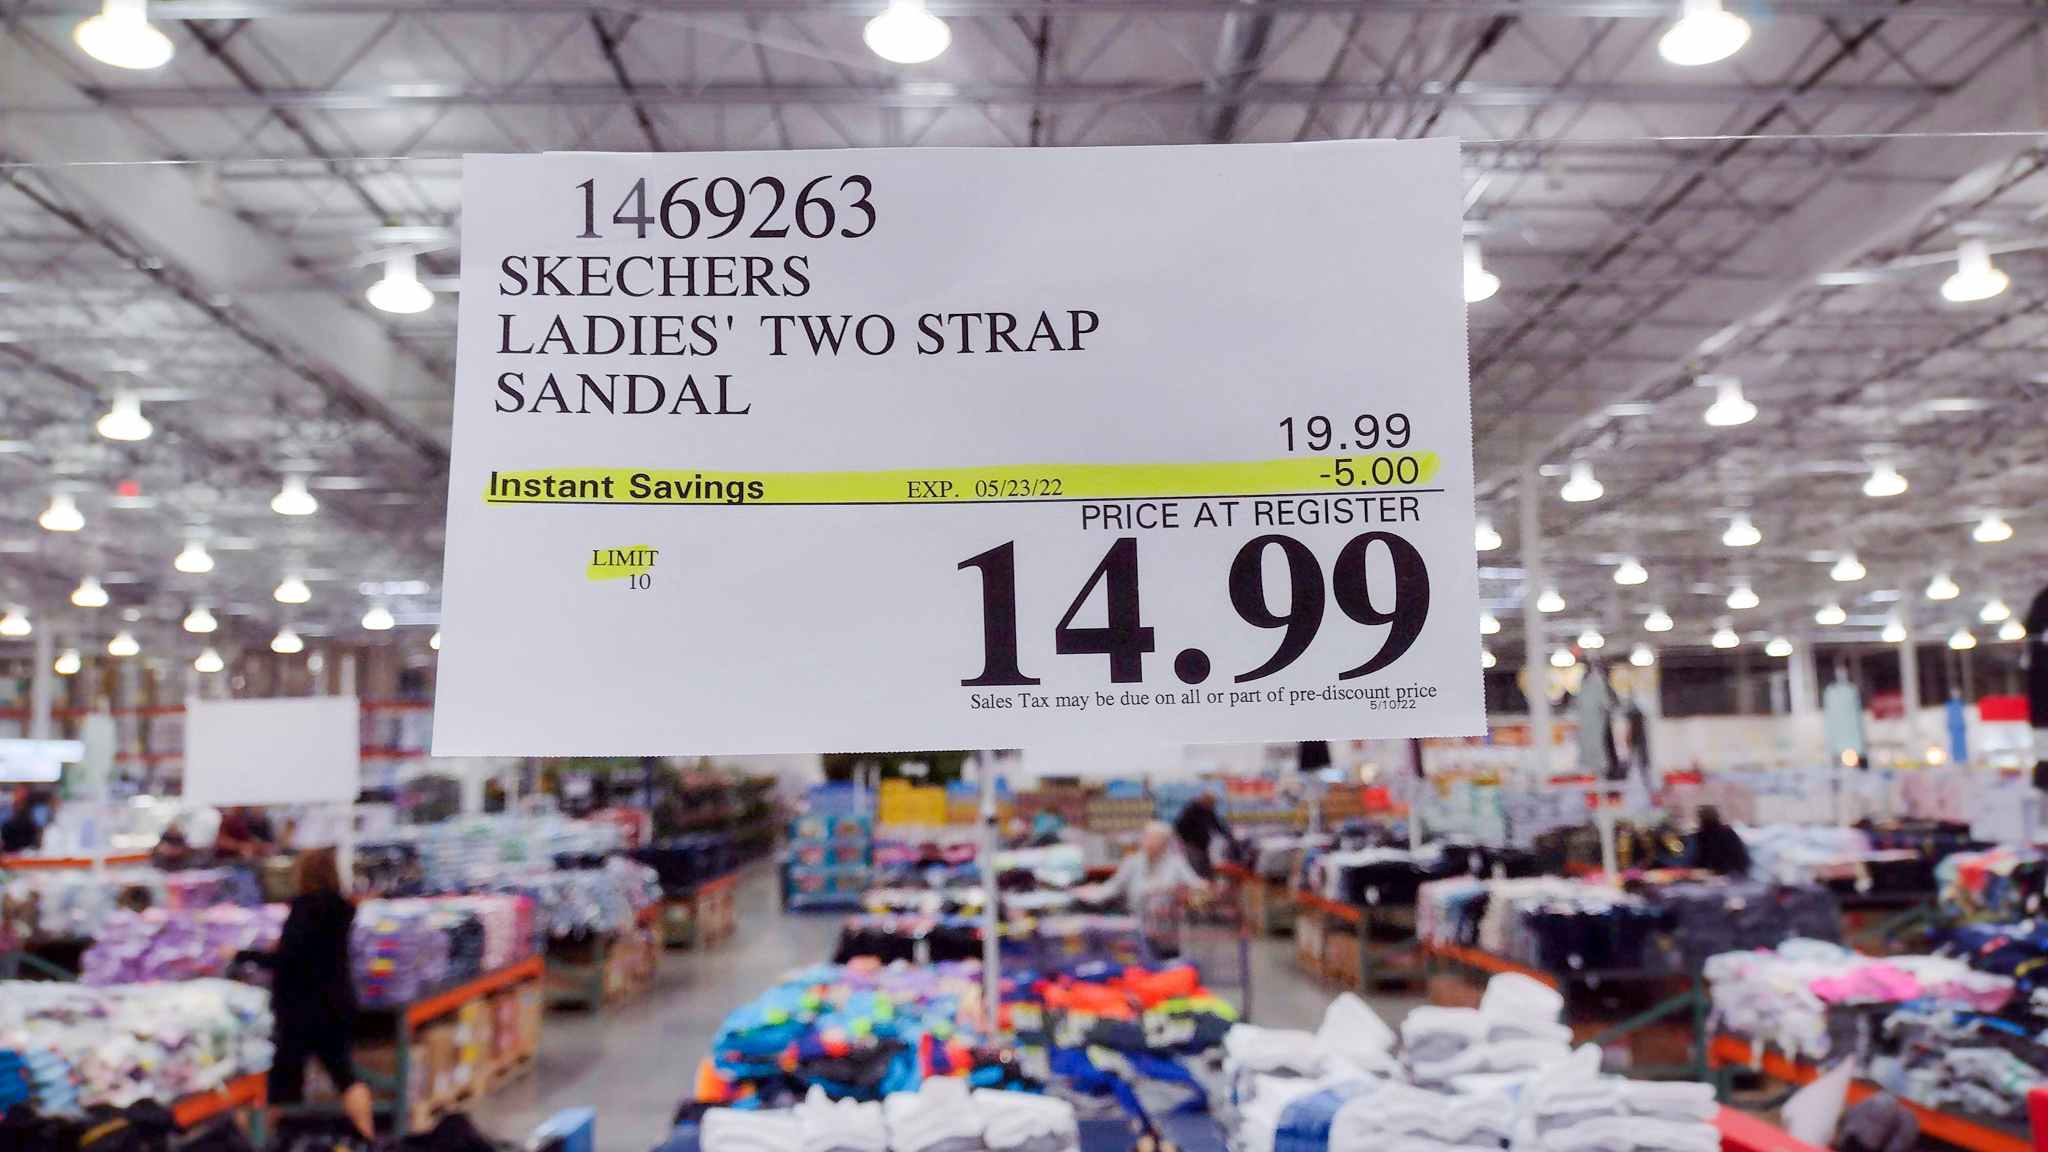 1469263
SKECHERS
LADIES' TWO STRAP
SANDAL
19.99
Instant Savings EXP. 05/23/22 -5.00
PRICE AT REGISTER
LIMIT
10
14.99
Sales Tax may be due on all or part of pre-discount price
5/10/22